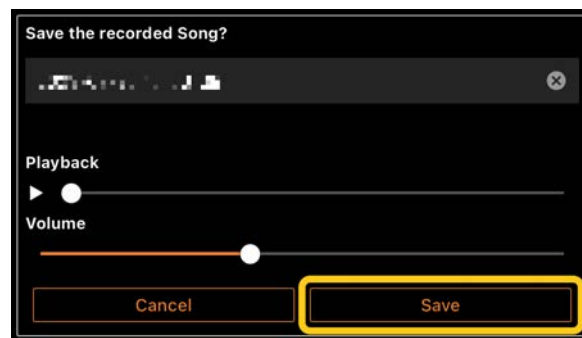 Save the recorded Song?
Playback
Volume
Cancel
Save